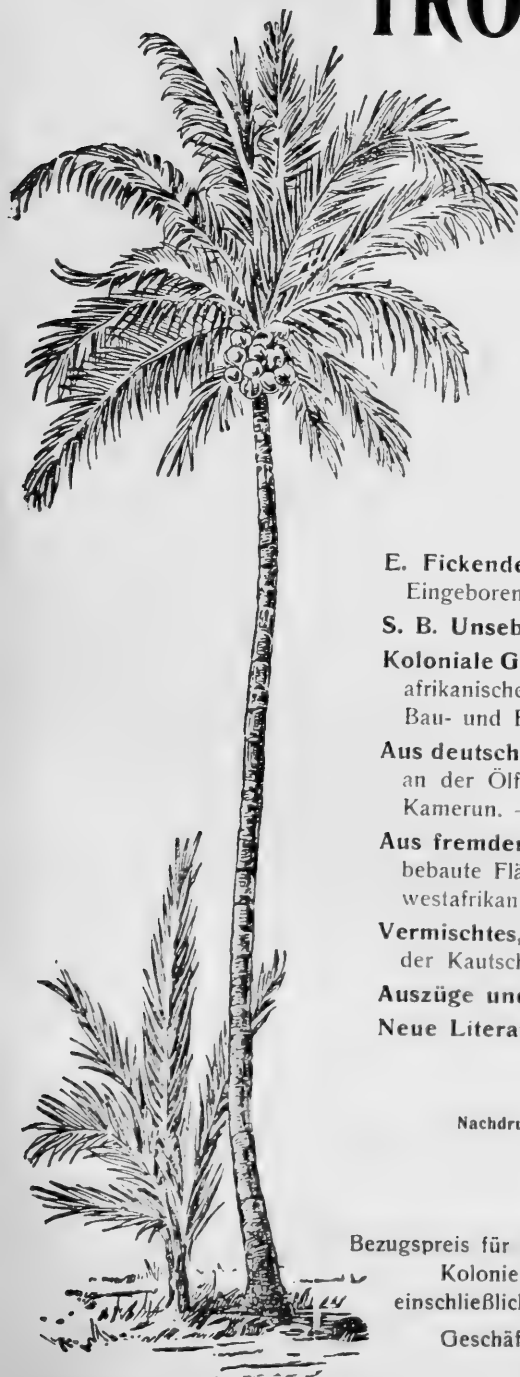 TRO
E. Fickende
Eingeboren
S. B. Unseb
Koloniale G
afrikanische
Bau- und
Aus deutsch
an der Ölf
Kamerun. -
Aus fremder
bebaute Flä
westafrikan
Vermischtes,
der Kautsch
Auszüge und
Neue Litera
Nachdru
Bezugspreis für
Kolonie
einschließlich
Geschäf